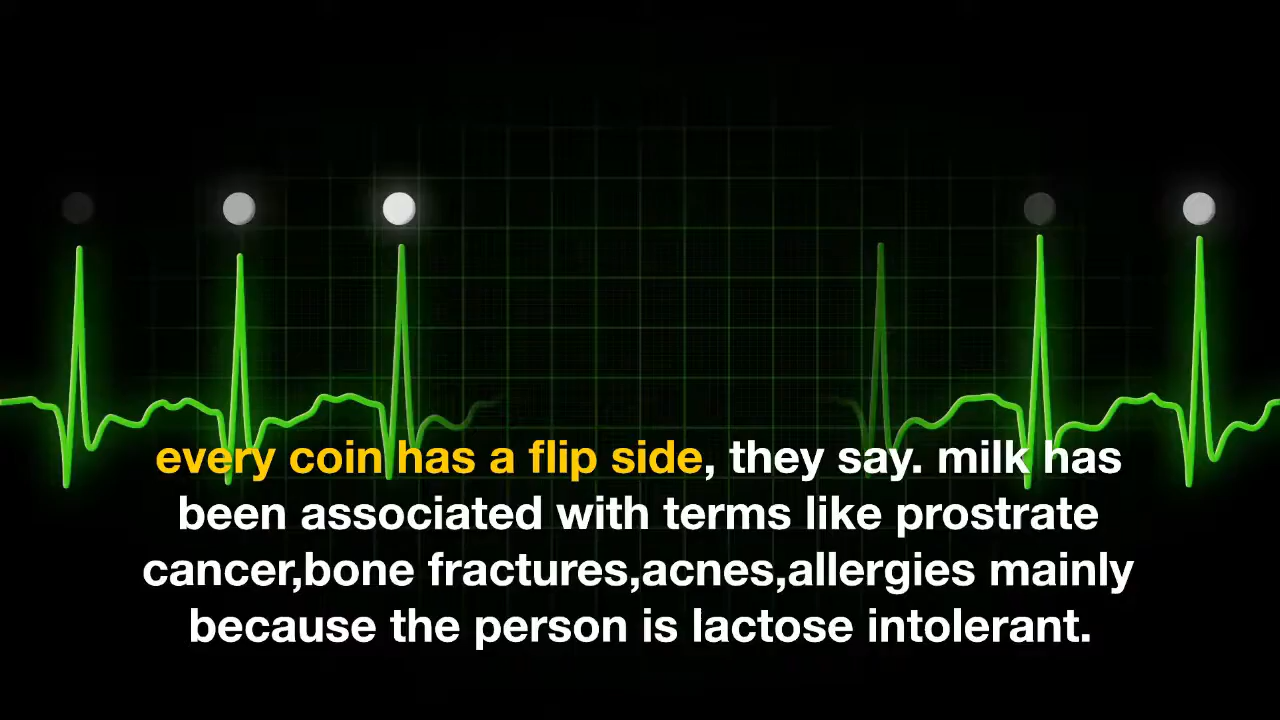 every coin has a flip side, they say. milk has
been associated with terms like prostrate
cancer,bone fractures,acnes,allergies mainly
because the person is lactose intolerant.